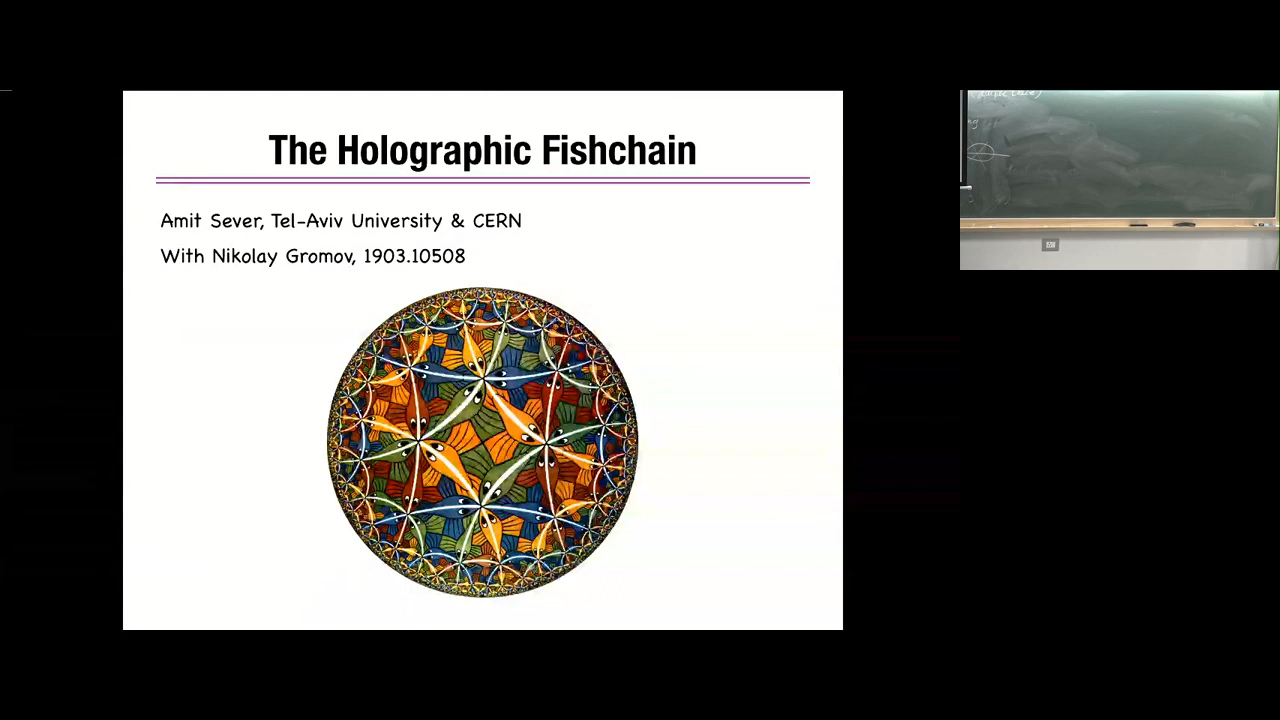 The Holographic Fishchain
Amit Sever, Tel-Aviv University & CERN
With Nikolay Gromov, 1903.10508